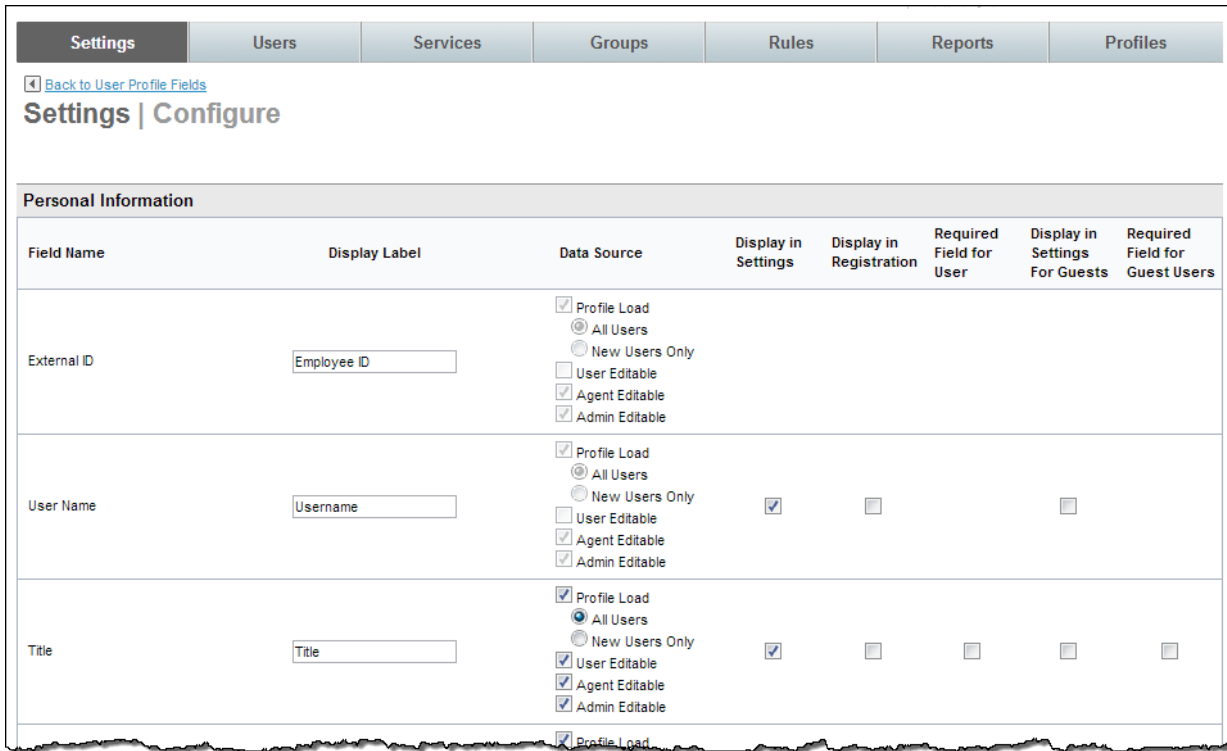 Settings Users Services Groups Rules Reports Profiles
Back to User Profile Fields
Settings | Configure
Personal Information
Field Name Display Label Data Source Display in Settings Display in Registration Required Field for User Display in Settings For Guests Required Field for Guest Users
External ID
Employee ID
Profile Load
All Users
New Users Only
User Editable
Agent Editable
Admin Editable
User Name
Username
Profile Load
All Users
New Users Only
User Editable
Agent Editable
Admin Editable
Title
Title
Profile Load
All Users
New Users Only
User Editable
Agent Editable
Admin Editable
Profile Load